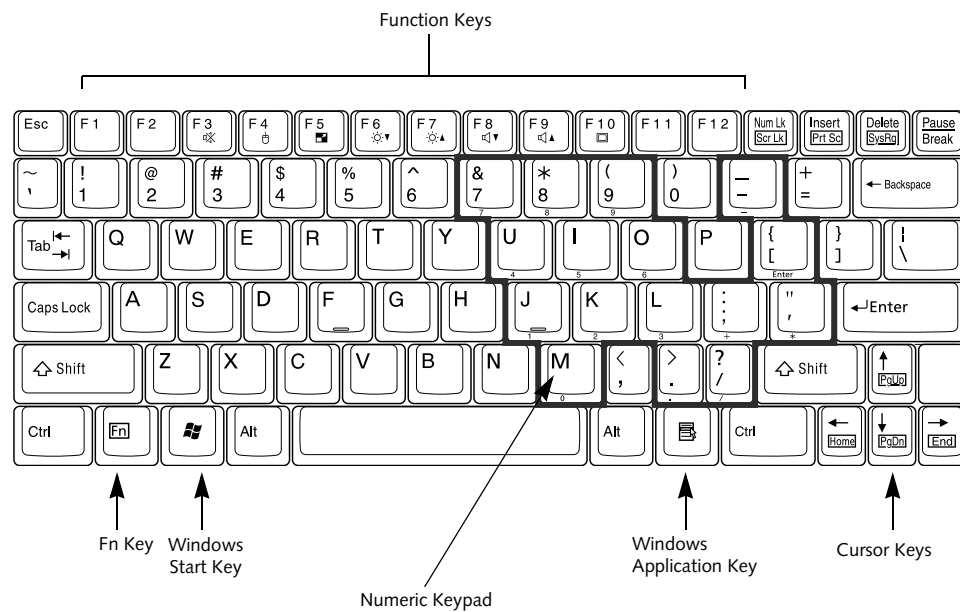 Function Keys
Esc F1 F2 F3 F4 F5 F6 F7 F8 F9 F10 F11 F12 Num Lk Insert Delete Pause
Scr Lk Prt Sc SysRq Break
~ ! @ # $ % ^ & * ( ) _ +
` 1 2 3 4 5 6 7 8 9 0 - = Backspace
7 8 9 -
Tab Q W E R T Y U I O P { } |
[ ] \
4 5 6 Enter
Caps Lock A S D F G H J K L : " Enter
; '
1 2 3 + *
Shift Z X C V B N M < > ? Shift
, . / PgUp
0 . /
Ctrl Fn Alt Alt Ctrl Home PgDn End
Fn Key Windows Start Key
Windows Application Key
Cursor Keys
Numeric Keypad